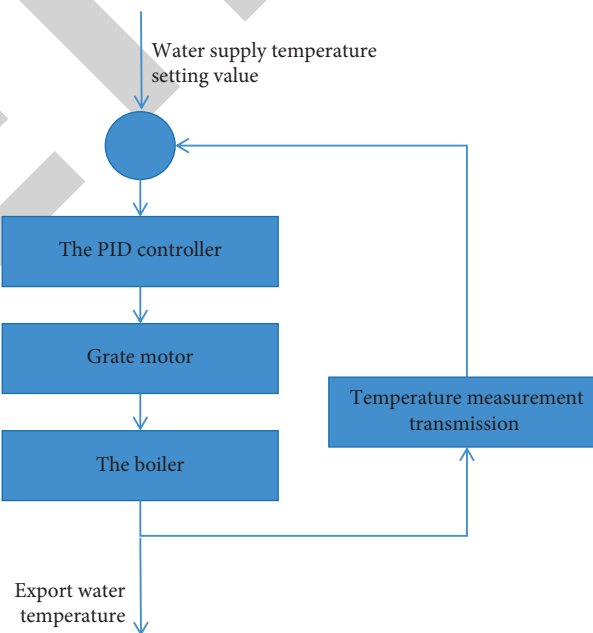 Water supply temperature
setting value
The PID controller
Grate motor
Temperature measurement
transmission
The boiler
Export water
temperature